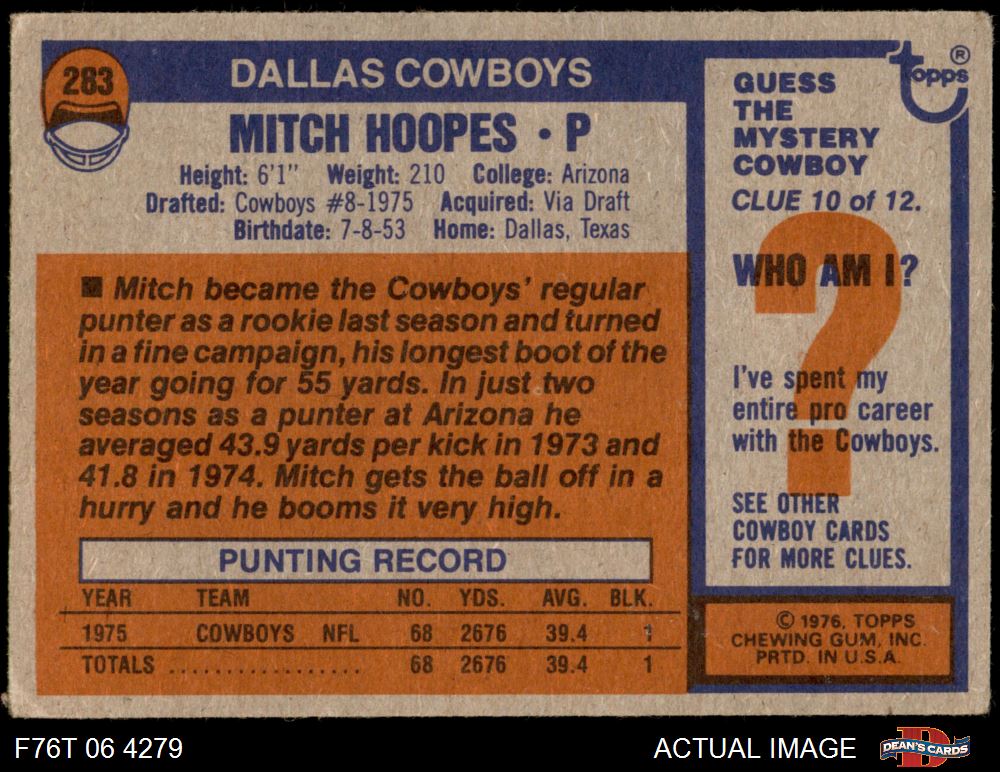 283
DALLAS COWBOYS
MITCH HOOPES • P
Height: 6'1" Weight: 210 College: Arizona
Drafted: Cowboys #8-1975 Acquired: Via Draft
Birthdate: 7-8-53 Home: Dallas, Texas
■ Mitch became the Cowboys' regular
punter as a rookie last season and turned
in a fine campaign, his longest boot of the
year going for 55 yards. In just two
seasons as a punter at Arizona he
averaged 43.9 yards per kick in 1973 and
41.8 in 1974. Mitch gets the ball off in a
hurry and he booms it very high.
PUNTING RECORD
YEAR TEAM NO. YDS. AVG. BLK.
1975 COWBOYS NFL 68 2676 39.4 1
TOTALS .................. 68 2676 39.4 1
topps ®
GUESS
THE
MYSTERY
COWBOY
CLUE 10 of 12.
WHO AM I?
?
I've spent my
entire pro career
with the Cowboys.
SEE OTHER
COWBOY CARDS
FOR MORE CLUES.
© 1976, TOPPS
CHEWING GUM, INC.
PRTD. IN U.S.A.
F76T 06 4279
ACTUAL IMAGE
D
DEAN'S CARDS